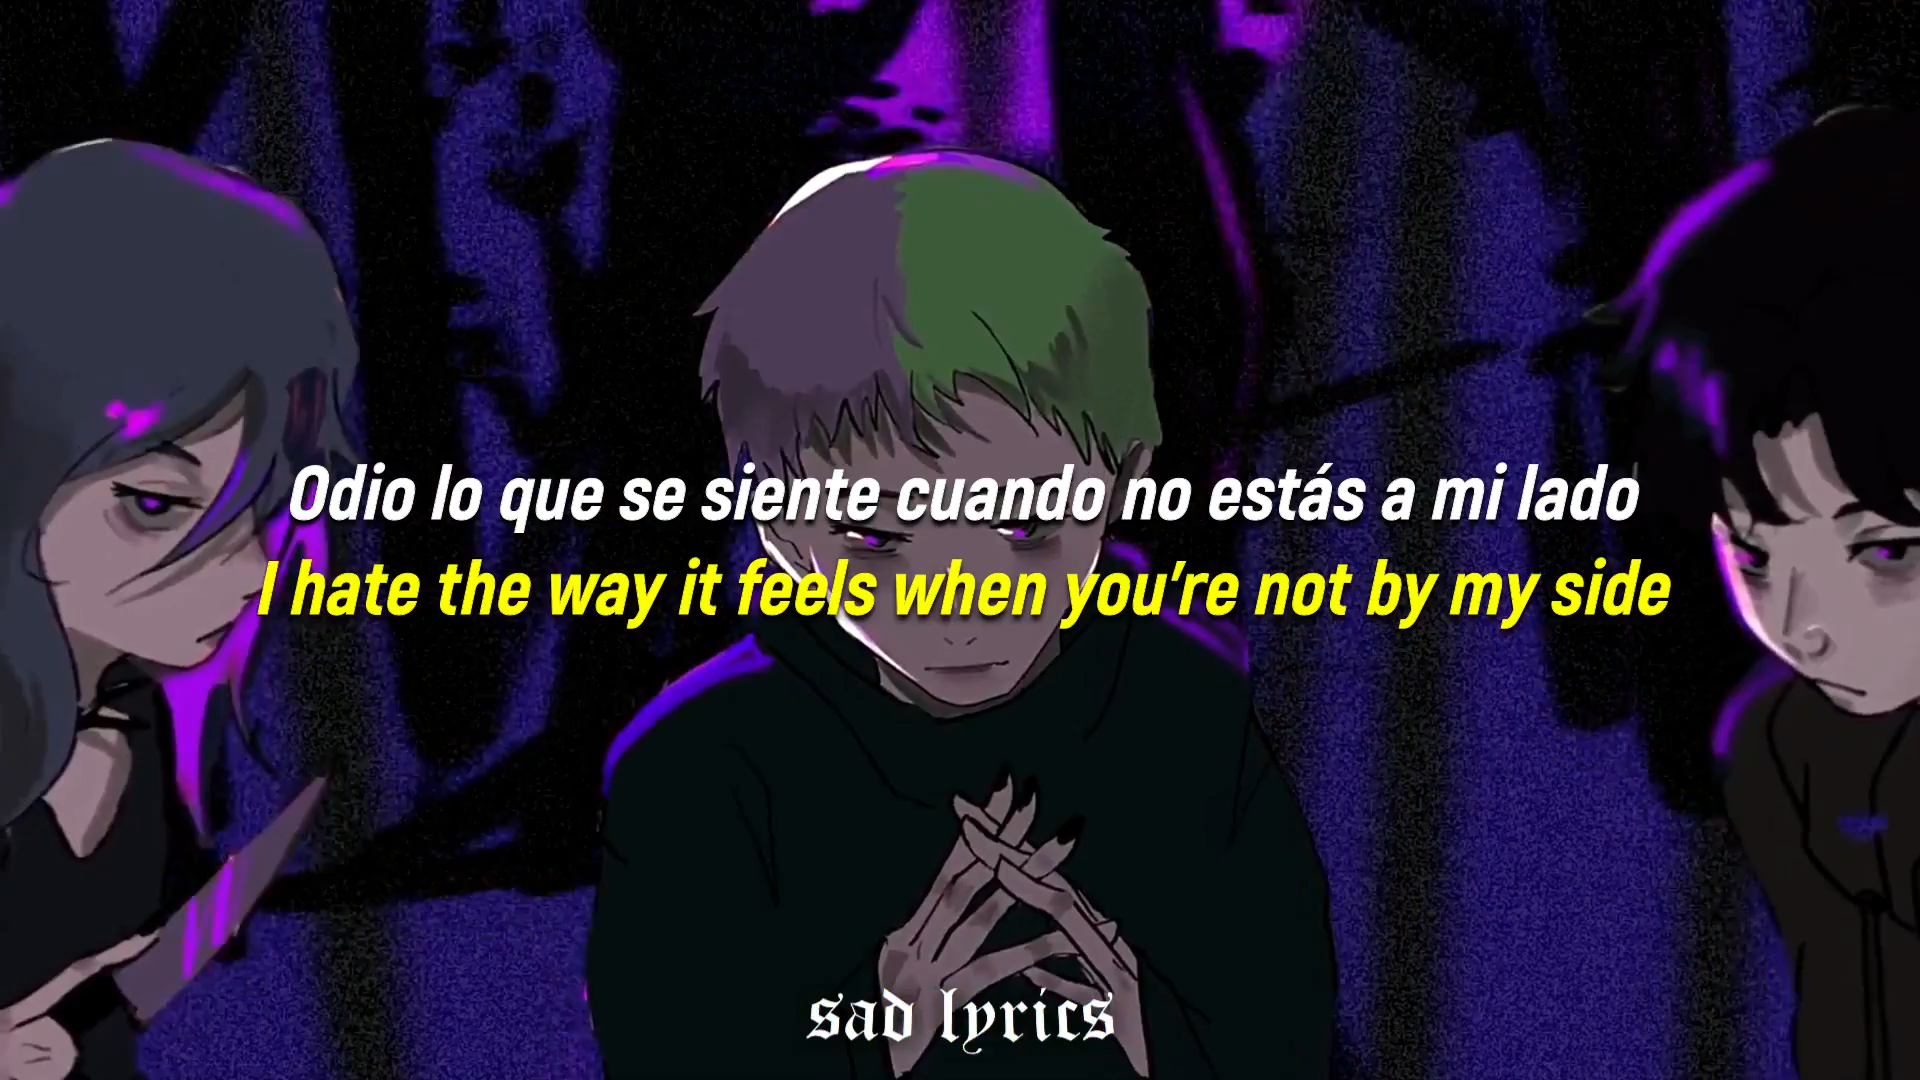 Odio lo que se siente cuando no estás a mi lado
I hate the way it feels when you're not by my side
sad lyrics